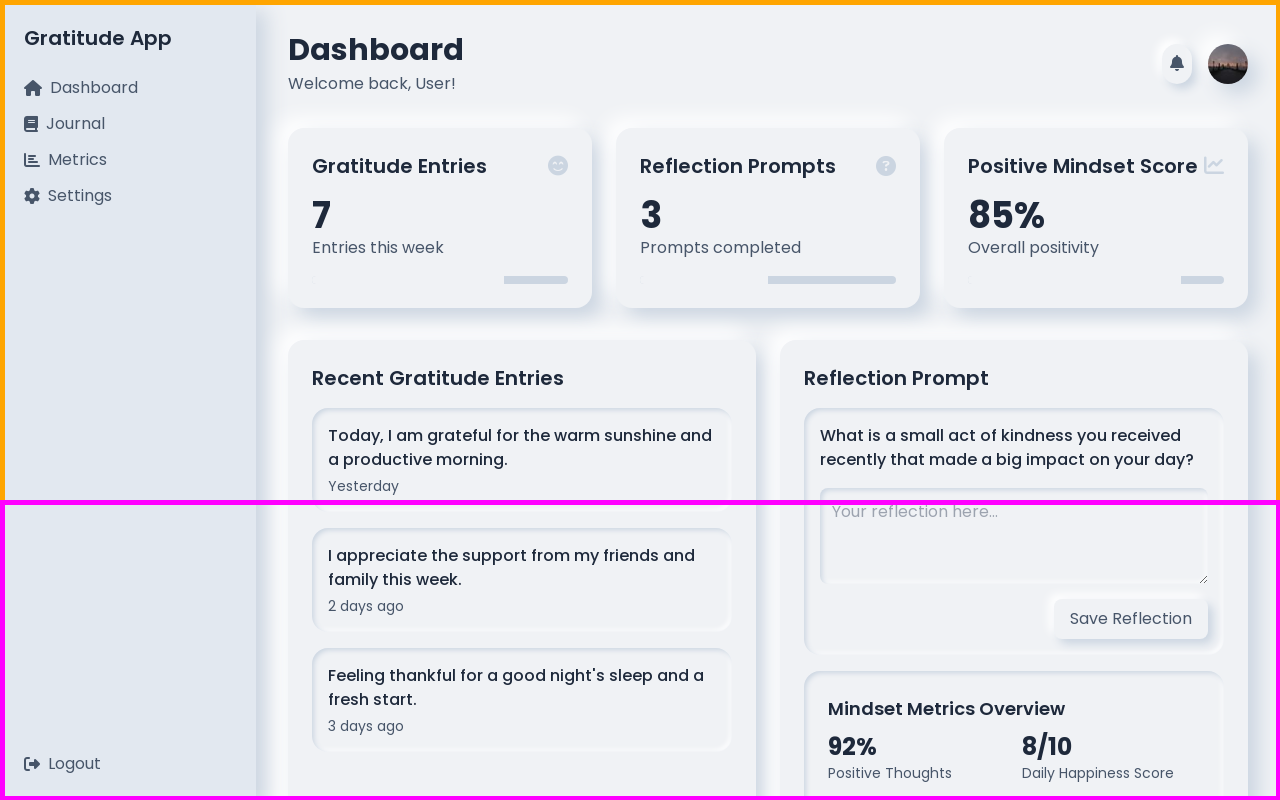 Gratitude App
Dashboard
Journal
Metrics
Settings
Logout
Dashboard
Welcome back, User!
Gratitude Entries
7
Entries this week
Reflection Prompts
3
Prompts completed
Positive Mindset Score
85%
Overall positivity
Recent Gratitude Entries
Today, I am grateful for the warm sunshine and
a productive morning.
Yesterday
I appreciate the support from my friends and
family this week.
2 days ago
Feeling thankful for a good night's sleep and a
fresh start.
3 days ago
Reflection Prompt
What is a small act of kindness you received
recently that made a big impact on your day?
Your reflection here...
Save Reflection
Mindset Metrics Overview
92%
Positive Thoughts
8/10
Daily Happiness Score